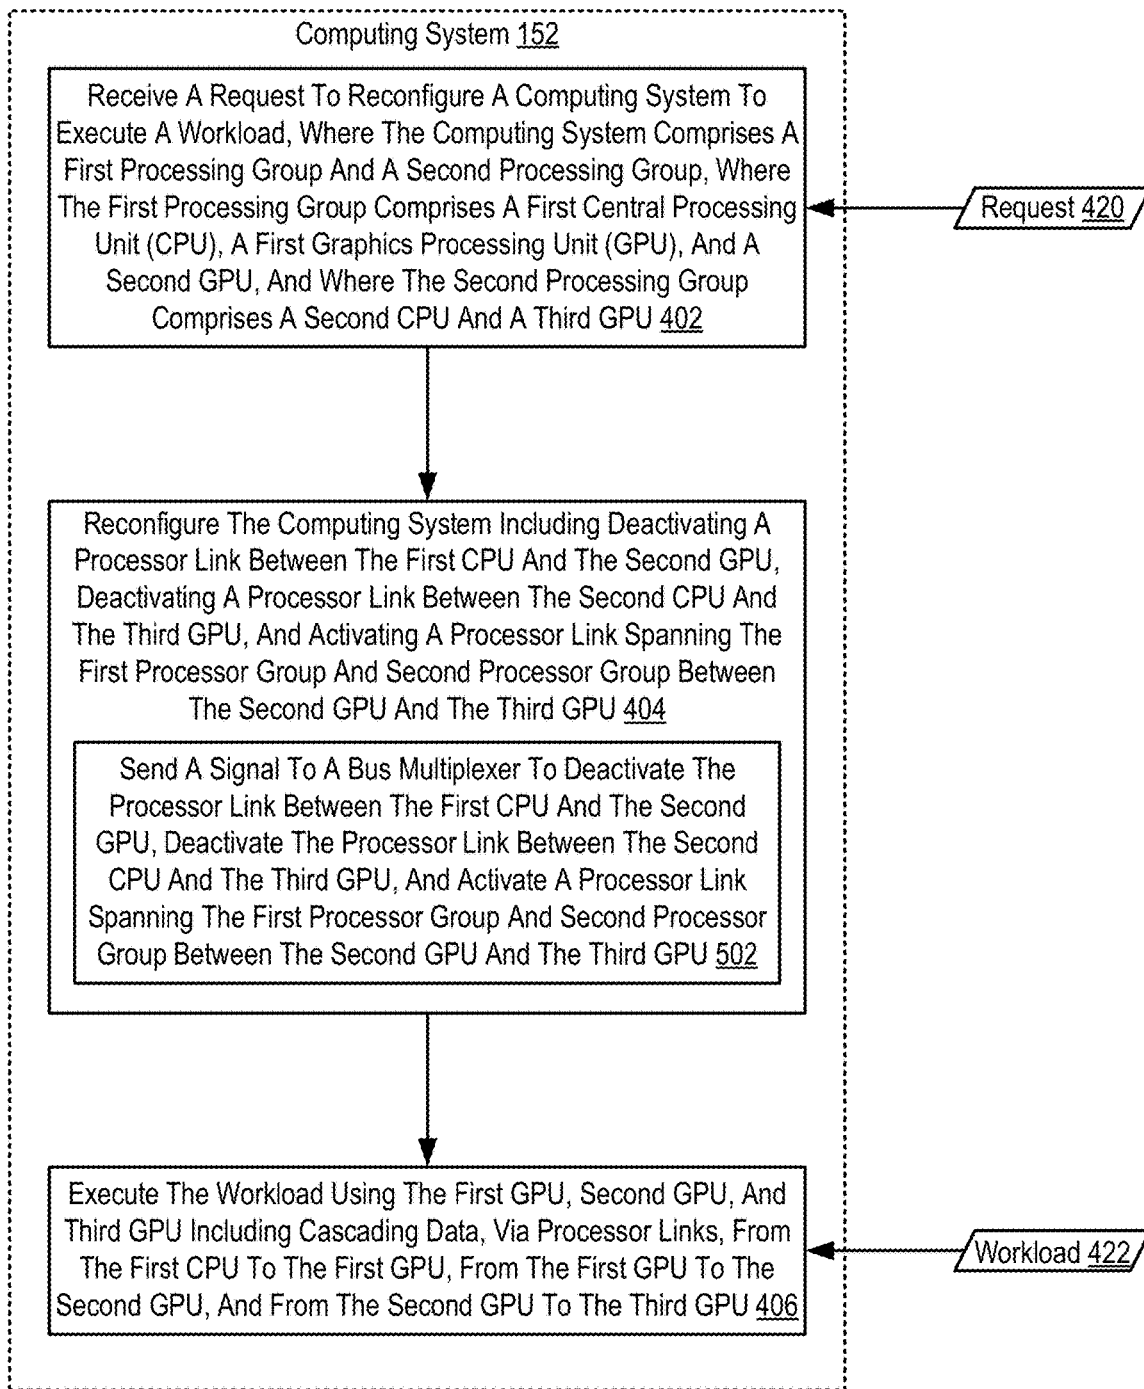 Computing System 152
Receive A Request To Reconfigure A Computing System To
Execute A Workload, Where The Computing System Comprises A
First Processing Group And A Second Processing Group, Where
The First Processing Group Comprises A First Central Processing
Unit (CPU), A First Graphics Processing Unit (GPU), And A
Second GPU, And Where The Second Processing Group
Comprises A Second CPU And A Third GPU 402
Request 420
Reconfigure The Computing System Including Deactivating A
Processor Link Between The First CPU And The Second GPU,
Deactivating A Processor Link Between The Second CPU And
The Third GPU, And Activating A Processor Link Spanning The
First Processor Group And Second Processor Group Between
The Second GPU And The Third GPU 404
Send A Signal To A Bus Multiplexer To Deactivate The
Processor Link Between The First CPU And The Second
GPU, Deactivate The Processor Link Between The Second
CPU And The Third GPU, And Activate A Processor Link
Spanning The First Processor Group And Second Processor
Group Between The Second GPU And The Third GPU 502
Execute The Workload Using The First GPU, Second GPU, And
Third GPU Including Cascading Data, Via Processor Links, From
The First CPU To The First GPU, From The First GPU To The
Second GPU, And From The Second GPU To The Third GPU 406
Workload 422